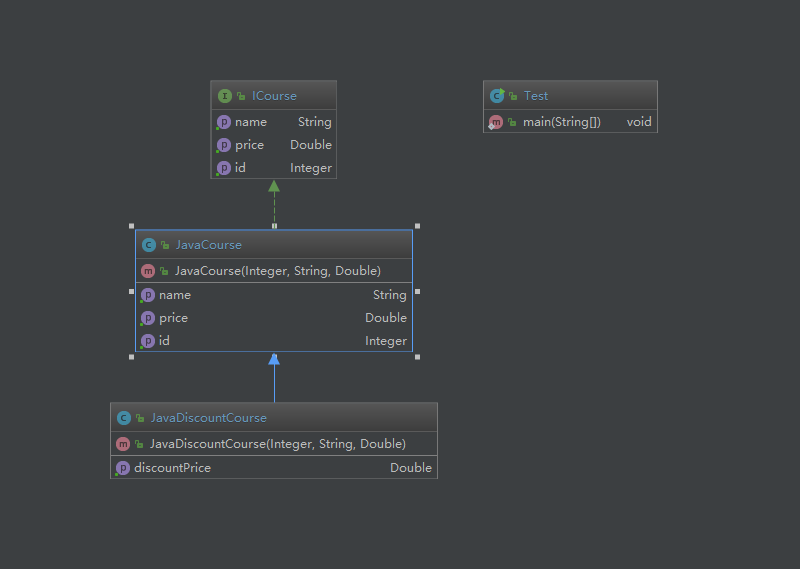 I ICourse
p name String
p price Double
p id Integer
C Test
m main(String[]) void
C JavaCourse
m JavaCourse(Integer, String, Double)
p name String
p price Double
p id Integer
C JavaDiscountCourse
m JavaDiscountCourse(Integer, String, Double)
p discountPrice Double